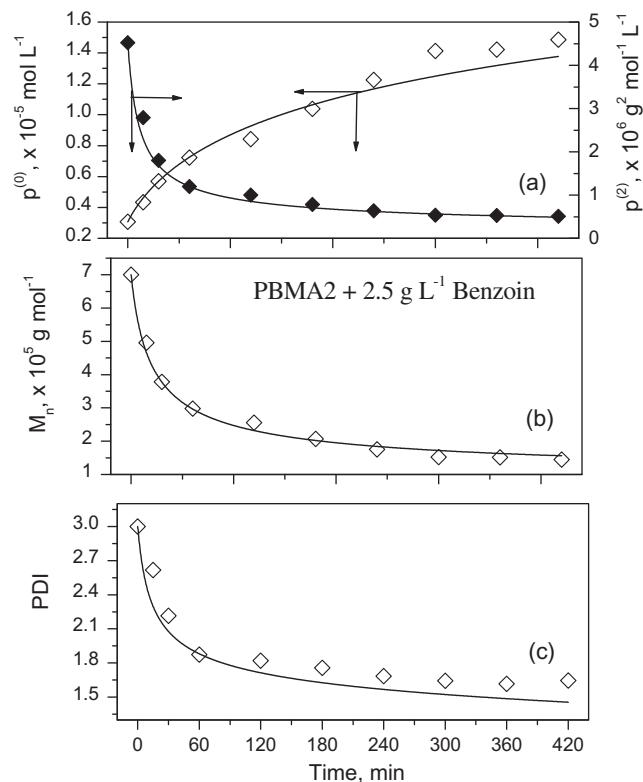 1.6
1.4
1.2
1.0
0.8
0.6
0.4
0.2
p⁽⁰⁾, x 10⁻⁵ mol L⁻¹
5
4
3
2
1
0
p⁽²⁾, x 10⁶ g² mol⁻¹ L⁻¹
(a)
7
6
5
4
3
2
1
Mₙ, x 10⁵ g mol⁻¹
PBMA2 + 2.5 g L⁻¹ Benzoin
(b)
3.0
2.7
2.4
2.1
1.8
1.5
PDI
(c)
0 60 120 180 240 300 360 420
Time, min